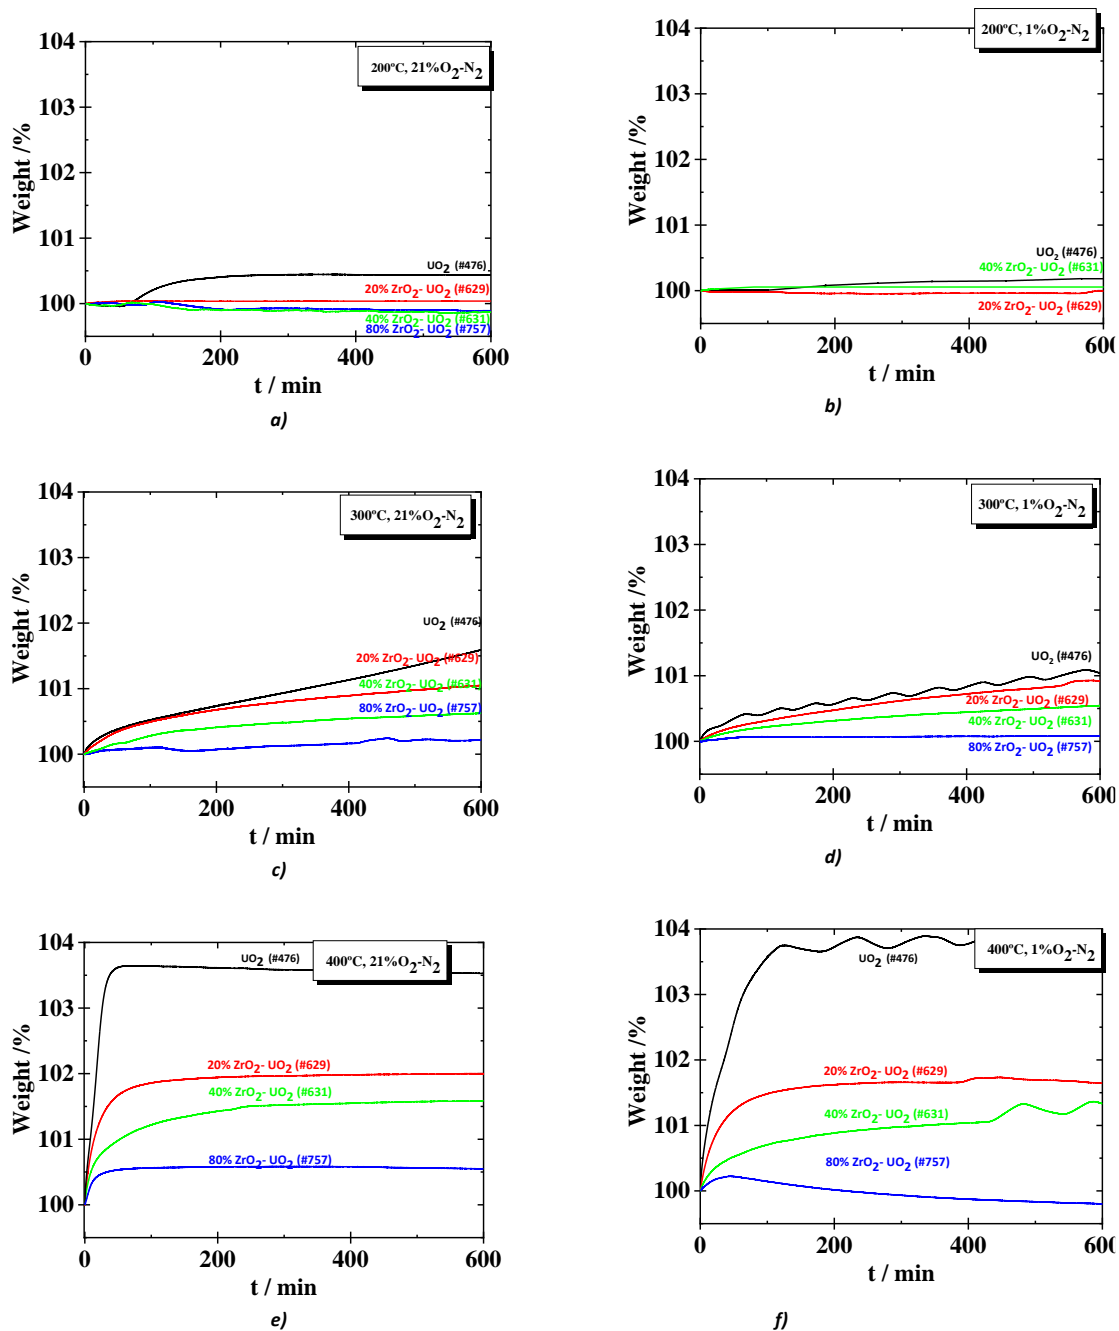 104
103
102
101
100
Weight /%
200ºC, 21%O2-N2
UO2 (#476)
20% ZrO2- UO2 (#629)
40% ZrO2- UO2 (#631)
80% ZrO2- UO2 (#757)
0 200 400 600
t / min
a)
104
103
102
101
100
Weight /%
200ºC, 1%O2-N2
UO2 (#476)
40% ZrO2- UO2 (#631)
20% ZrO2- UO2 (#629)
0 200 400 600
t / min
b)
104
103
102
101
100
Weight /%
300ºC, 21%O2-N2
UO2 (#476)
20% ZrO2- UO2 (#629)
40% ZrO2- UO2 (#631)
80% ZrO2- UO2 (#757)
0 200 400 600
t / min
c)
104
103
102
101
100
Weight /%
300ºC, 1%O2-N2
UO2 (#476)
20% ZrO2- UO2 (#629)
40% ZrO2- UO2 (#631)
80% ZrO2- UO2 (#757)
0 200 400 600
t / min
d)
104
103
102
101
100
Weight /%
400ºC, 21%O2-N2
UO2 (#476)
20% ZrO2- UO2 (#629)
40% ZrO2- UO2 (#631)
80% ZrO2- UO2 (#757)
0 200 400 600
t / min
e)
104
103
102
101
100
Weight /%
400ºC, 1%O2-N2
UO2 (#476)
20% ZrO2- UO2 (#629)
40% ZrO2- UO2 (#631)
80% ZrO2- UO2 (#757)
0 200 400 600
t / min
f)